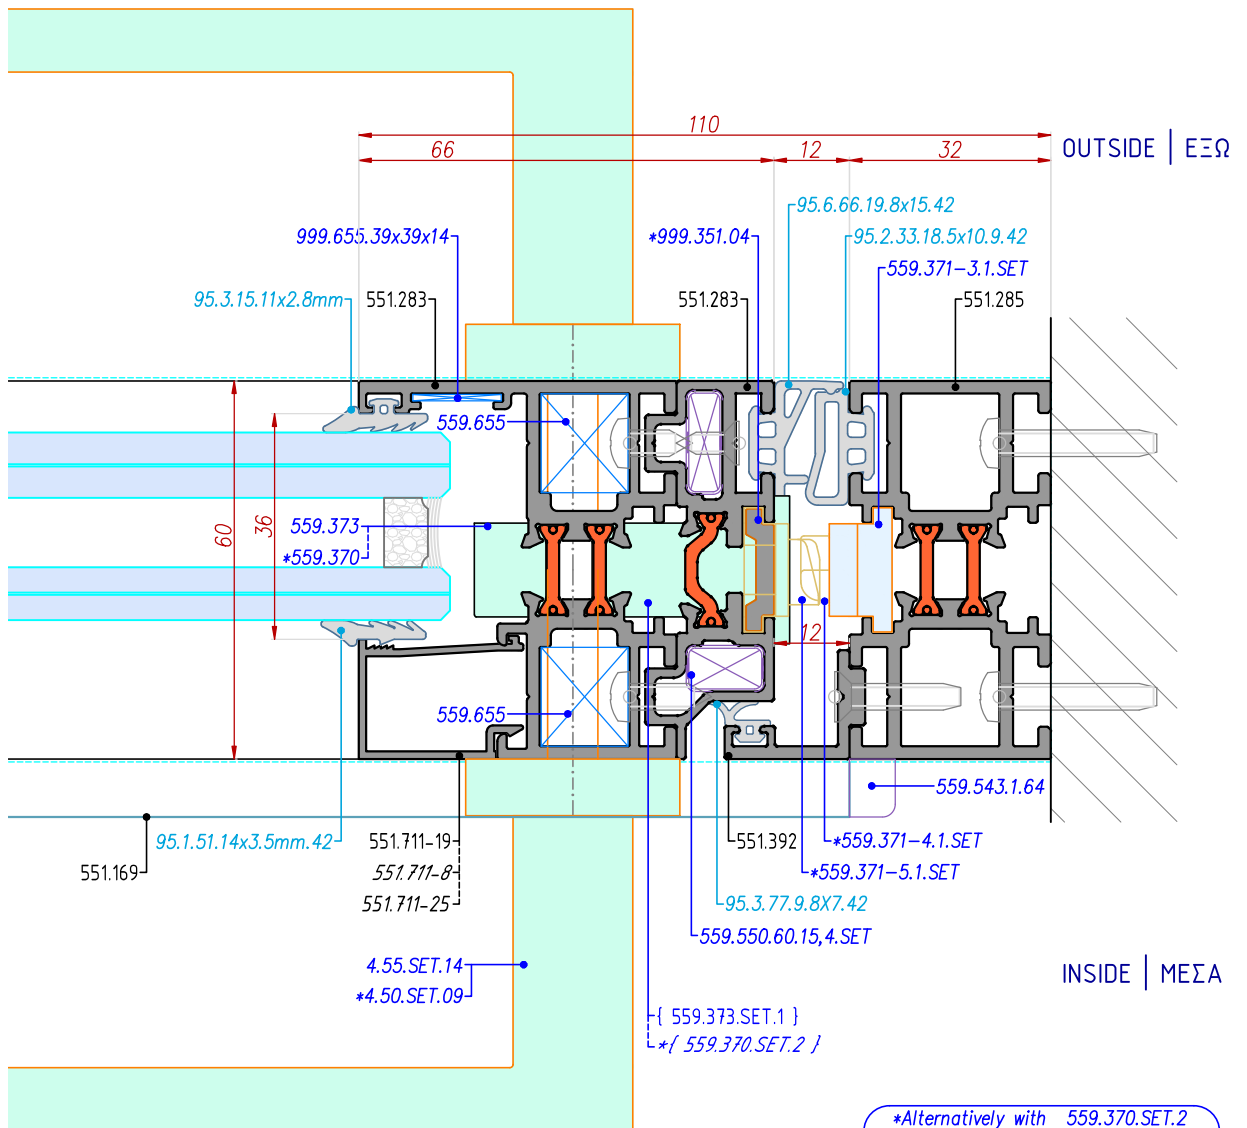 110
66
12
32
OUTSIDE | ΕΞΩ
95.6.66.19.8x15.42
999.655.39x39x14
*999.351.04
95.2.33.18.5x10.9.42
559.371-3.1.SET
95.3.15.11x2.8mm
551.283
551.283
551.285
559.655
60
36
559.373
*559.370
12
559.655
559.543.1.64
95.1.51.14x3.5mm.42
551.711-19
551.392
*559.371-4.1.SET
551.169
551.711-8
*559.371-5.1.SET
551.711-25
95.3.77.9.8X7.42
559.550.60.15,4.SET
4.55.SET.14
*4.50.SET.09
INSIDE | ΜΕΣΑ
{ 559.373.SET.1 }
*{ 559.370.SET.2 }
*Alternatively with 559.370.SET.2